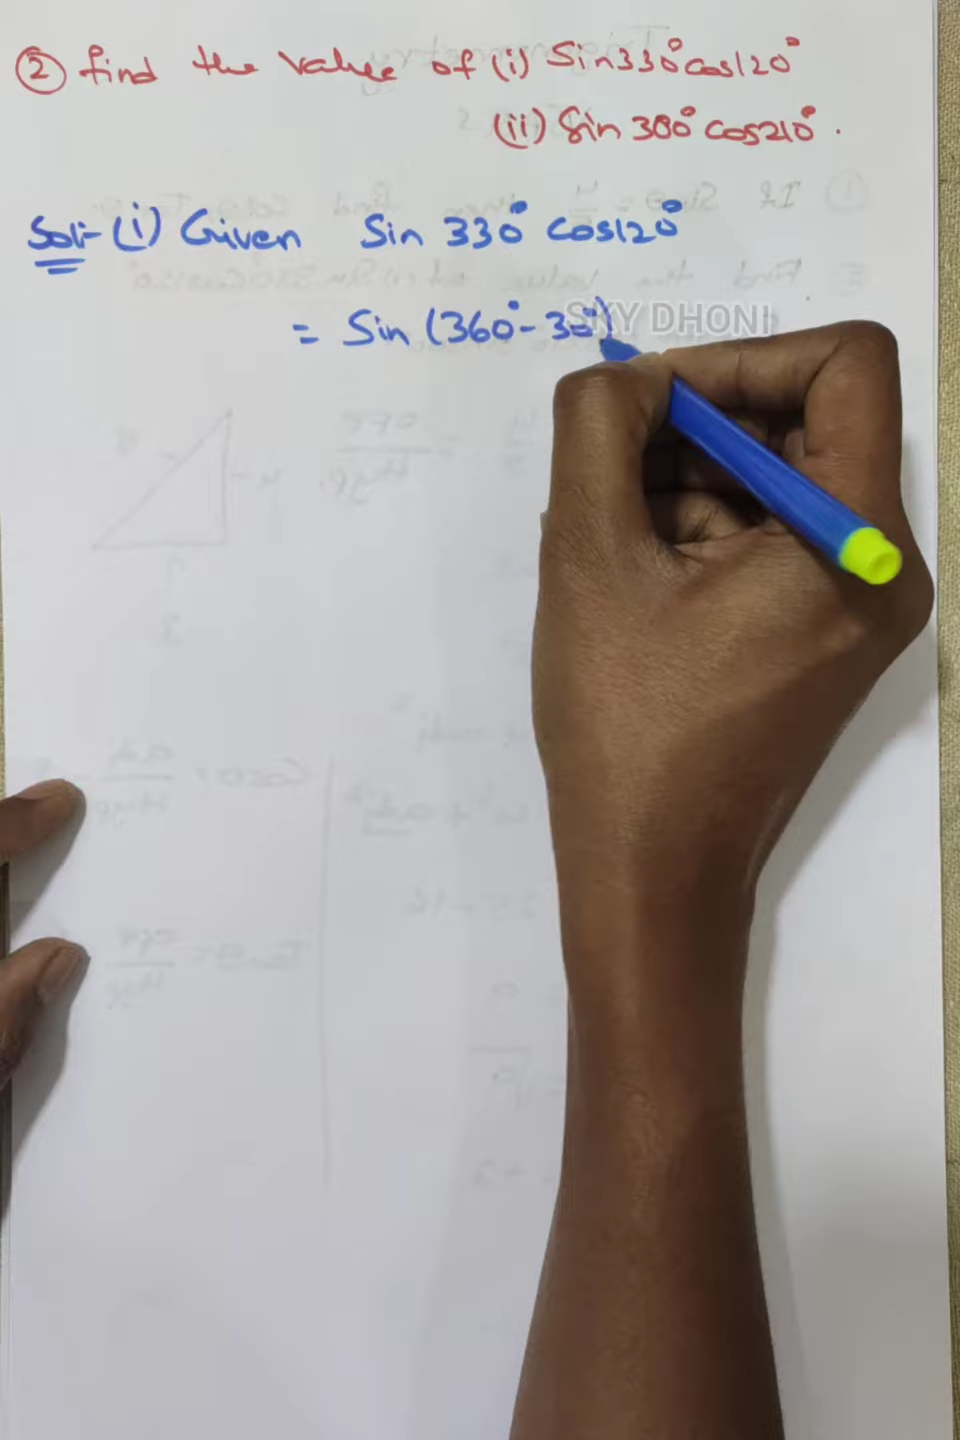 ② find the value of (i) Sin330° cos120°
(ii) Sin 300° cos210°.
Sol:- (i) Given Sin 330° cos120°
= Sin (360° - 30°)
SKY DHONI